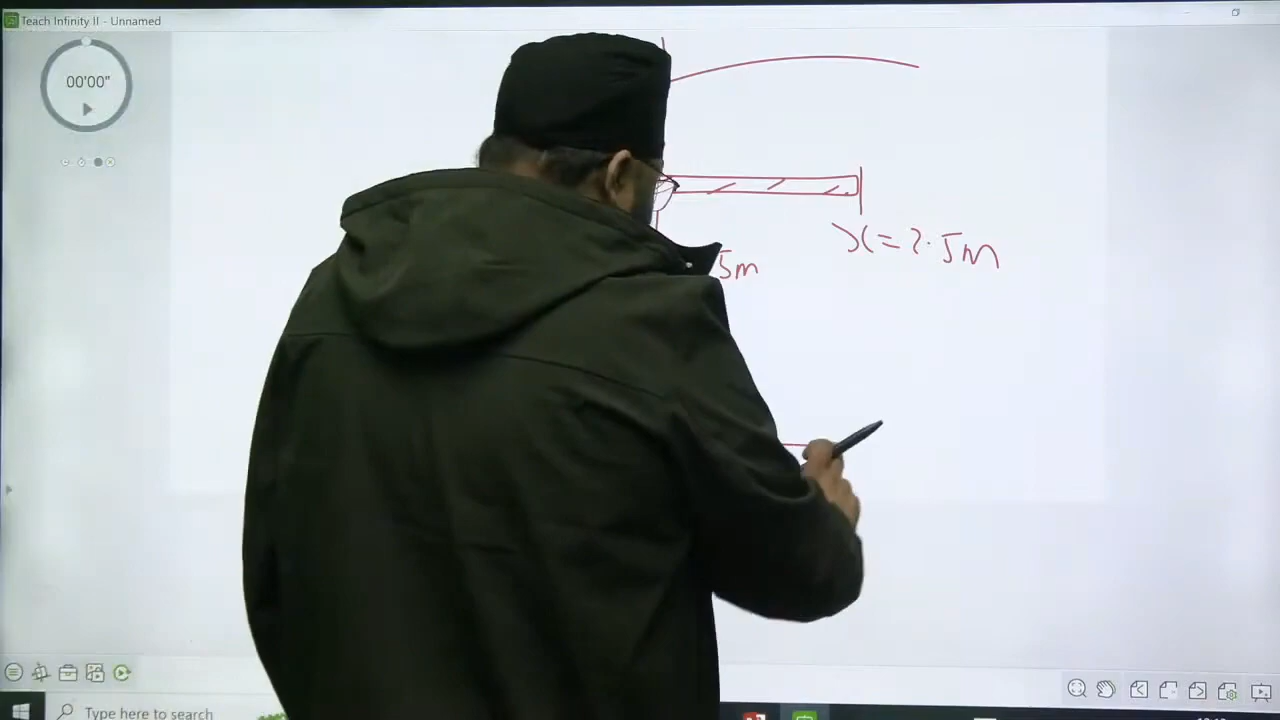 Teach Infinity II - Unnamed
00'00"
x = 2.5m
5m
Type here to search